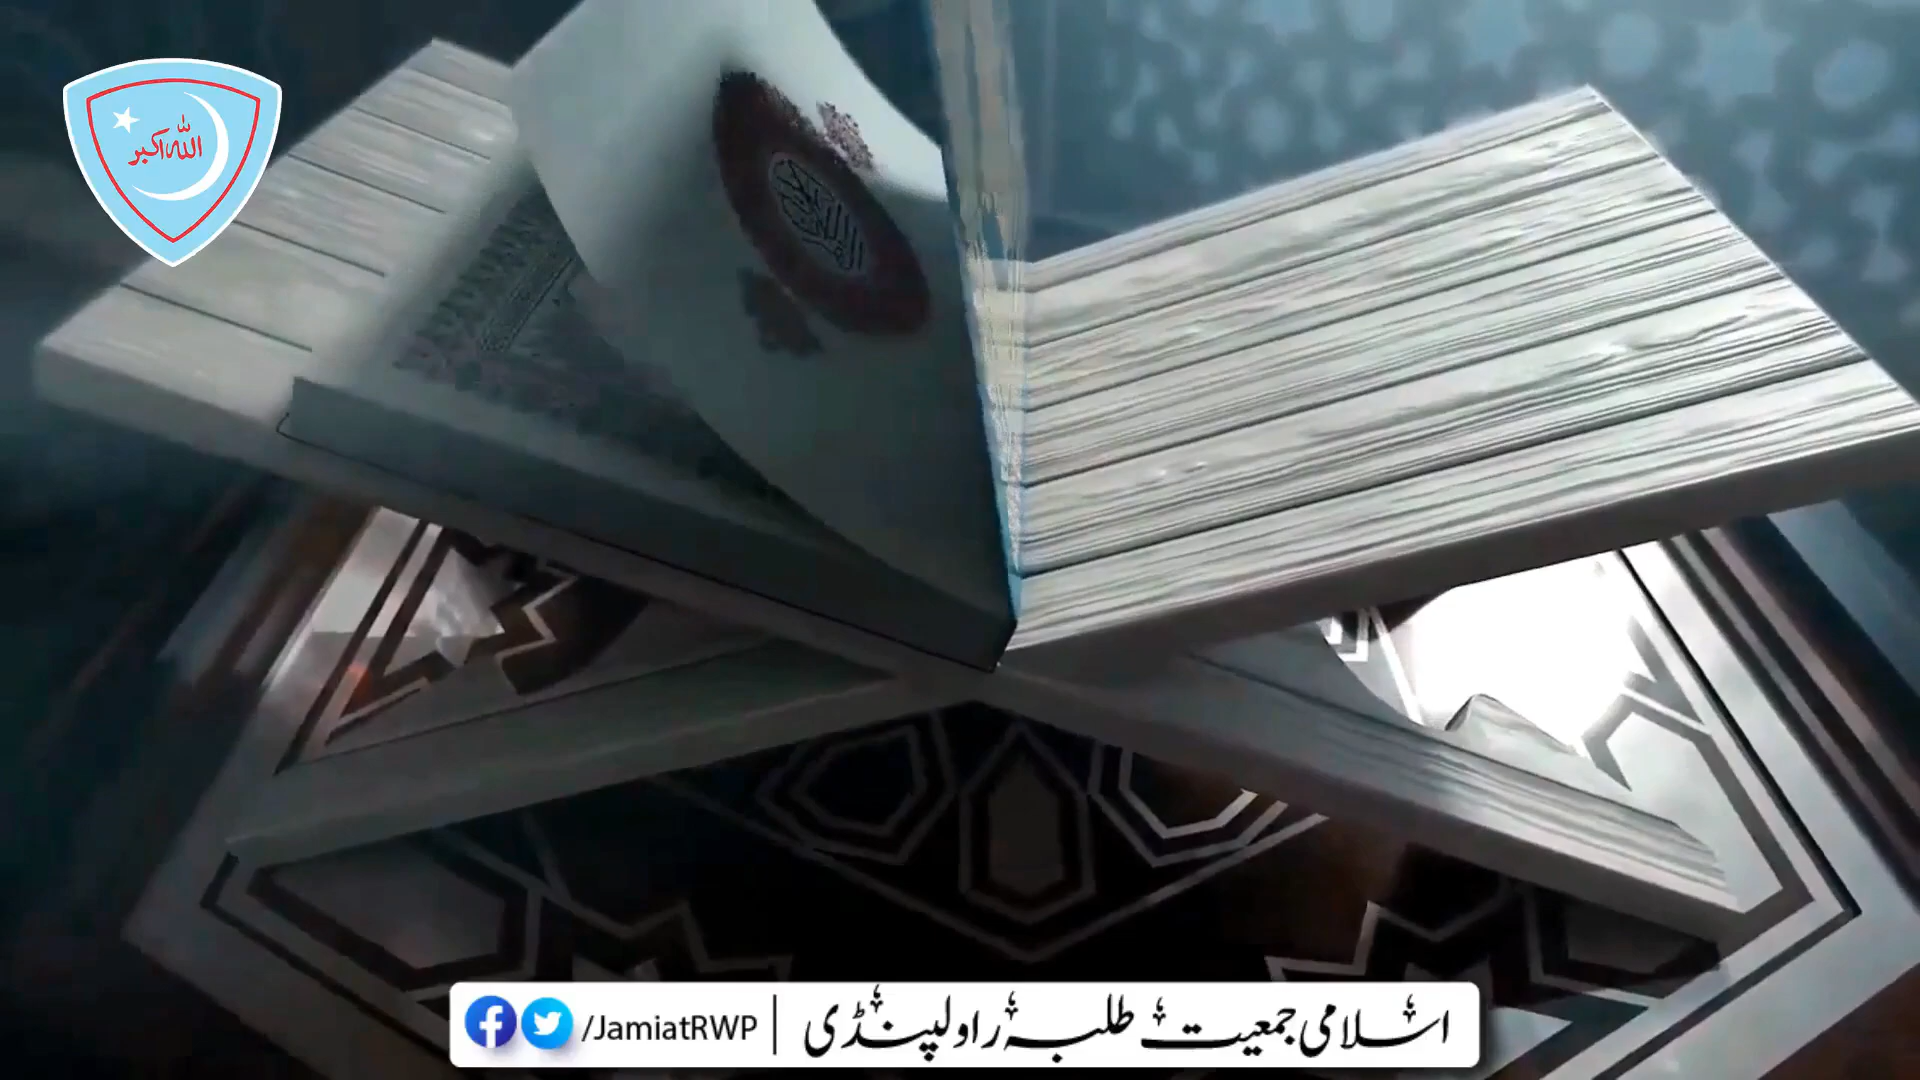 اللہ اکبر
/JamiatRWP | اسلامی جمعیت طلبہ راولپنڈی